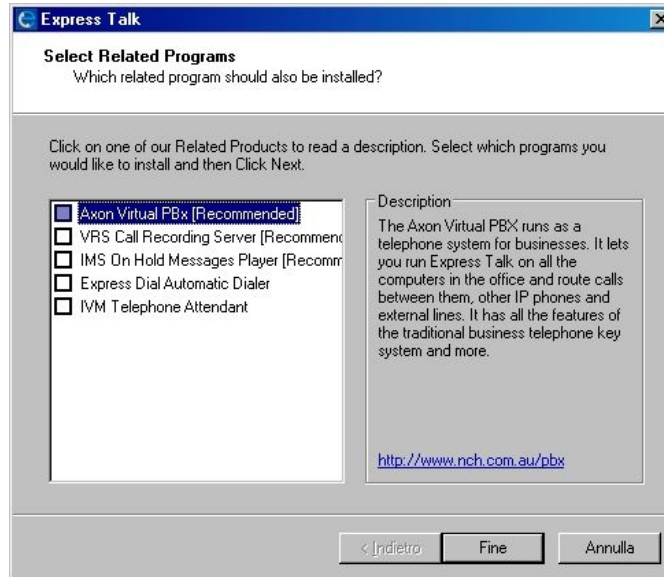 Express Talk
Select Related Programs
Which related program should also be installed?
Click on one of our Related Products to read a description. Select which programs you
would like to install and then Click Next.
Axon Virtual PBx [Recommended]
VRS Call Recording Server [Recommen
IMS On Hold Messages Player [Recomm
Express Dial Automatic Dialer
IVM Telephone Attendant
Description
The Axon Virtual PBX runs as a
telephone system for businesses. It lets
you run Express Talk on all the
computers in the office and route calls
between them, other IP phones and
external lines. It has all the features of
the traditional business telephone key
system and more.
http://www.nch.com.au/pbx
< Indietro
Fine
Annulla